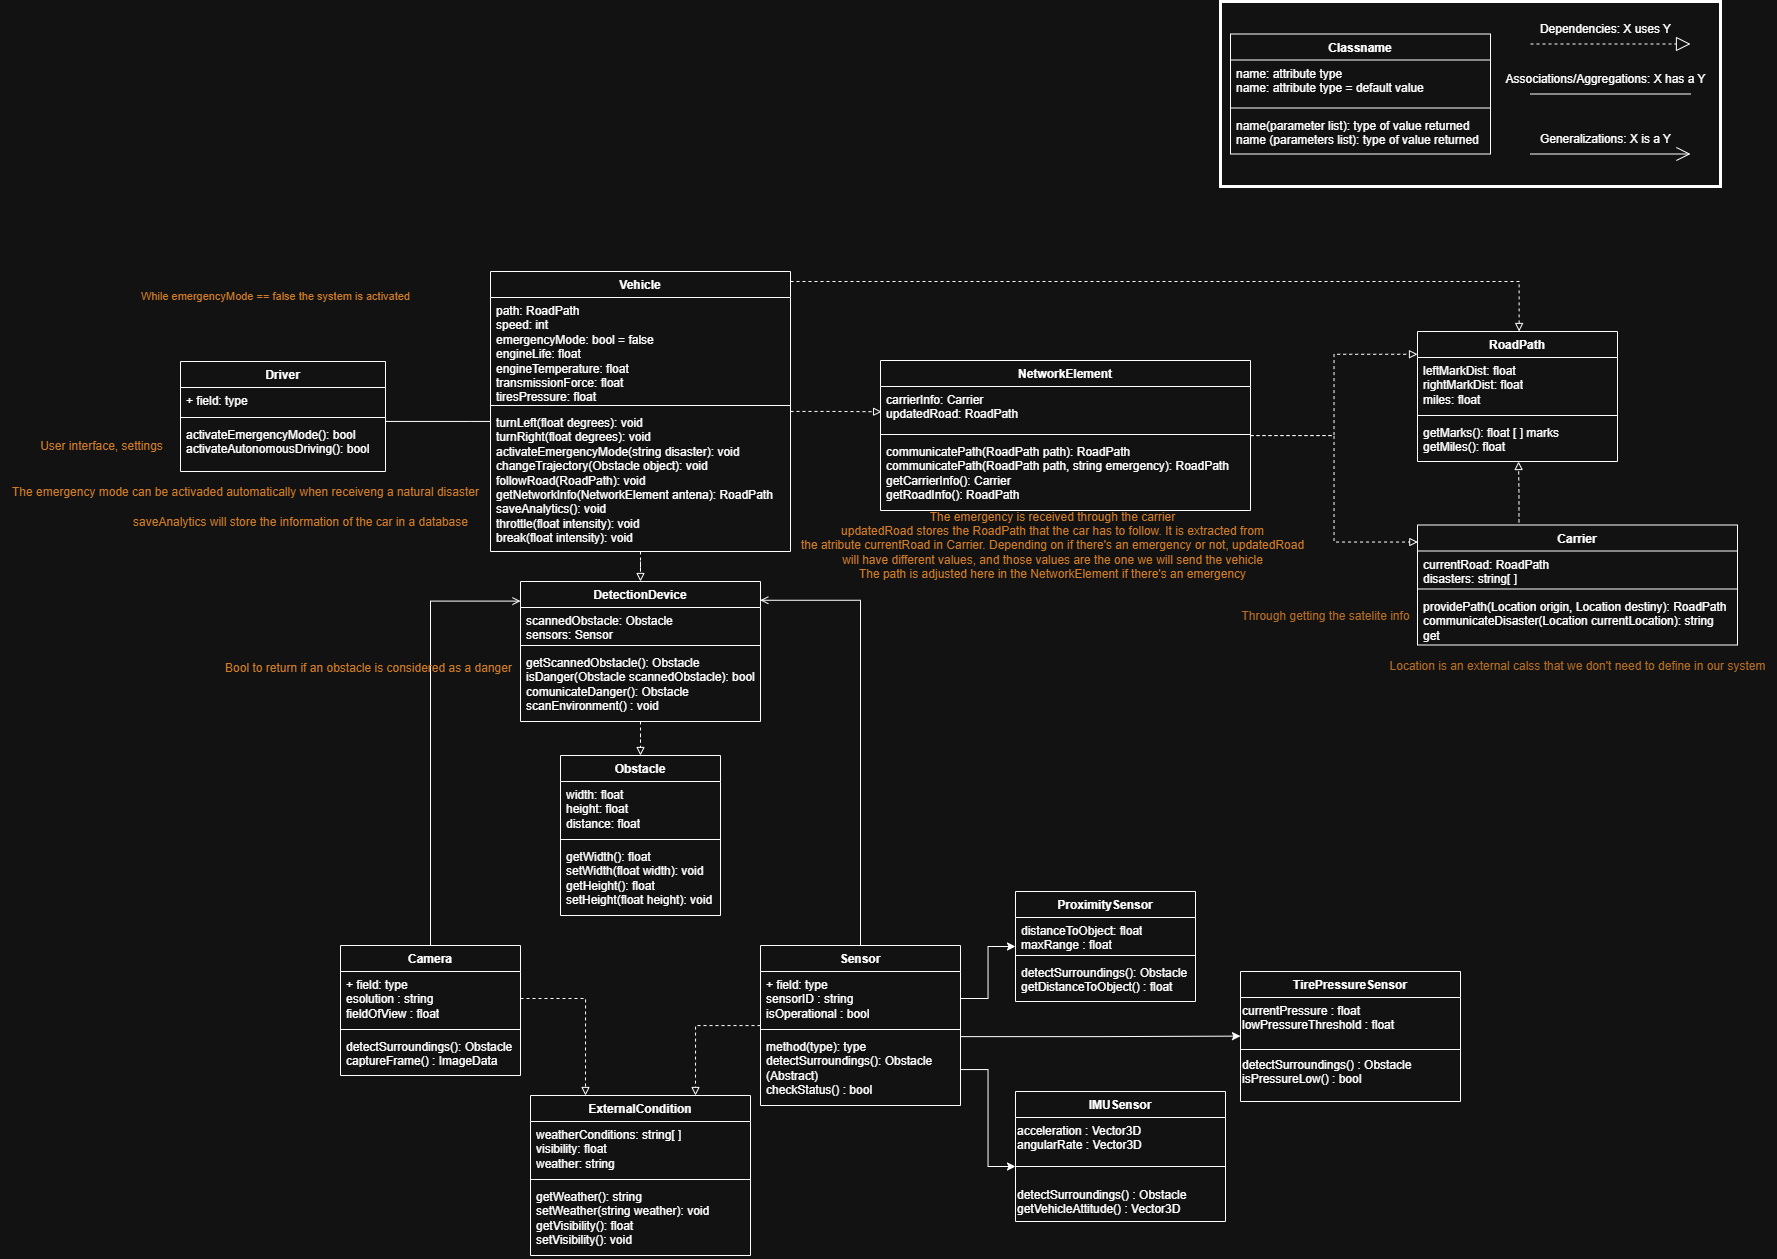 Classname
name: attribute type
name: attribute type = default value
name(parameter list): type of value returned
name (parameters list): type of value returned
Dependencies: X uses Y
Associations/Aggregations: X has a Y
Generalizations: X is a Y
While emergencyMode == false the system is activated
Driver
+ field: type
activateEmergencyMode(): bool
activateAutonomousDriving(): bool
User interface, settings
The emergency mode can be activaded automatically when receiveng a natural disaster
saveAnalytics will store the information of the car in a database
Vehicle
path: RoadPath
speed: int
emergencyMode: bool = false
engineLife: float
engineTemperature: float
transmissionForce: float
tiresPressure: float
turnLeft(float degrees): void
turnRight(float degrees): void
activateEmergencyMode(string disaster): void
changeTrajectory(Obstacle object): void
followRoad(RoadPath): void
getNetworkInfo(NetworkElement antena): RoadPath
saveAnalytics(): void
throttle(float intensity): void
break(float intensity): void
NetworkElement
carrierInfo: Carrier
updatedRoad: RoadPath
communicatePath(RoadPath path): RoadPath
communicatePath(RoadPath path, string emergency): RoadPath
getCarrierInfo(): Carrier
getRoadInfo(): RoadPath
The emergency is received through the carrier
updatedRoad stores the RoadPath that the car has to follow. It is extracted from
the atribute currentRoad in Carrier. Depending on if there's an emergency or not, updatedRoad
will have different values, and those values are the one we will send the vehicle
The path is adjusted here in the NetworkElement if there's an emergency
RoadPath
leftMarkDist: float
rightMarkDist: float
miles: float
getMarks(): float [ ] marks
getMiles(): float
Carrier
currentRoad: RoadPath
disasters: string[ ]
providePath(Location origin, Location destiny): RoadPath
communicateDisaster(Location currentLocation): string
get
Through getting the satelite info
Location is an external calss that we don't need to define in our system
DetectionDevice
scannedObstacle: Obstacle
sensors: Sensor
getScannedObstacle(): Obstacle
isDanger(Obstacle scannedObstacle): bool
comunicateDanger(): Obstacle
scanEnvironment() : void
Bool to return if an obstacle is considered as a danger
Obstacle
width: float
height: float
distance: float
getWidth(): float
setWidth(float width): void
getHeight(): float
setHeight(float height): void
Camera
+ field: type
esolution : string
fieldOfView : float
detectSurroundings(): Obstacle
captureFrame() : ImageData
Sensor
+ field: type
sensorID : string
isOperational : bool
method(type): type
detectSurroundings(): Obstacle
(Abstract)
checkStatus() : bool
ProximitySensor
distanceToObject: float
maxRange : float
detectSurroundings(): Obstacle
getDistanceToObject() : float
TirePressureSensor
currentPressure : float
lowPressureThreshold : float
detectSurroundings() : Obstacle
isPressureLow() : bool
IMUSensor
acceleration : Vector3D
angularRate : Vector3D
detectSurroundings() : Obstacle
getVehicleAttitude() : Vector3D
ExternalCondition
weatherConditions: string[ ]
visibility: float
weather: string
getWeather(): string
setWeather(string weather): void
getVisibility(): float
setVisibility(): void